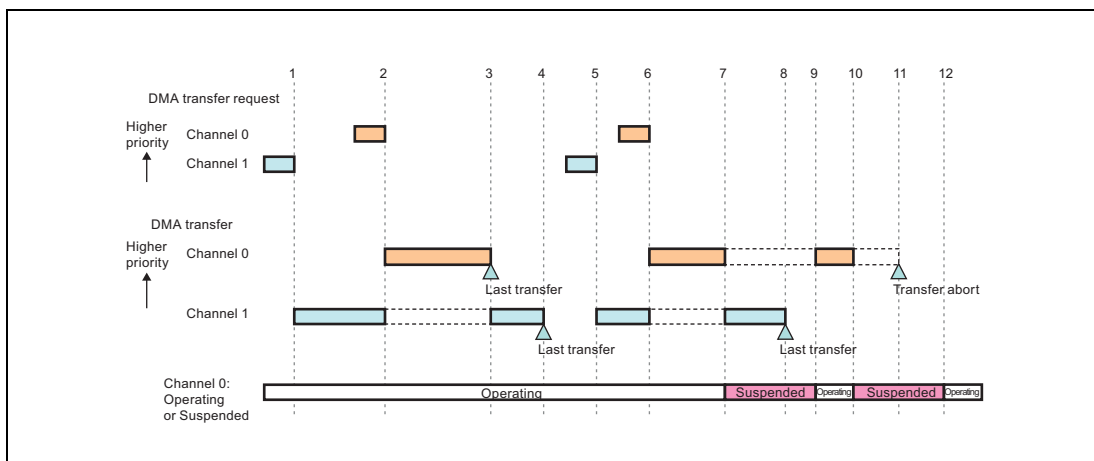 1 2 3 4 5 6 7 8 9 10 11 12
DMA transfer request
Higher
priority
Channel 0
Channel 1
DMA transfer
Higher
priority
Channel 0
Last transfer
Transfer abort
Channel 1
Last transfer
Last transfer
Channel 0:
Operating
or Suspended
Operating
Suspended
Operating
Suspended
Operating